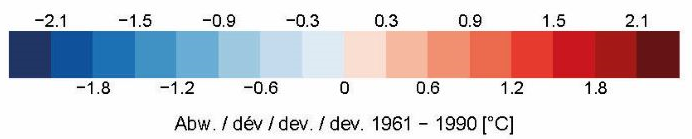 −2.1 −1.5 −0.9 −0.3 0.3 0.9 1.5 2.1
−1.8 −1.2 −0.6 0 0.6 1.2 1.8
Abw. / dév / dev. / dev. 1961 − 1990 [°C]